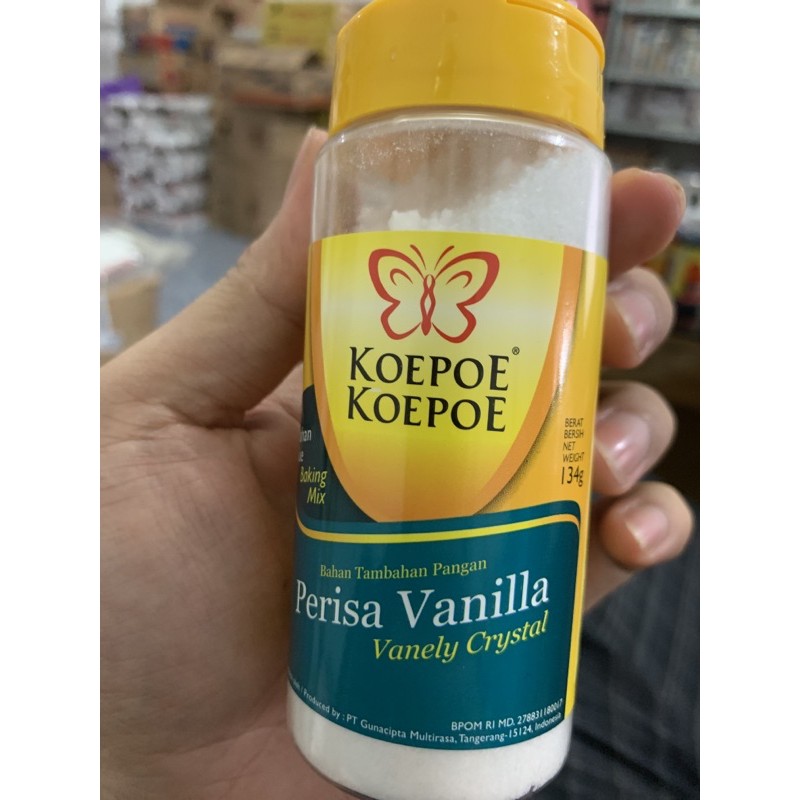 KOEPOE®
KOEPOE
BERAT
BERSIH
NET
WEIGHT
134g
Baking
Mix
Bahan Tambahan Pangan
Perisa Vanilla
Vanely Crystal
Produced by : PT Gunacipta Multirasa, Tangerang-15124, Indonesia
BPOM RI MD. 278831180017